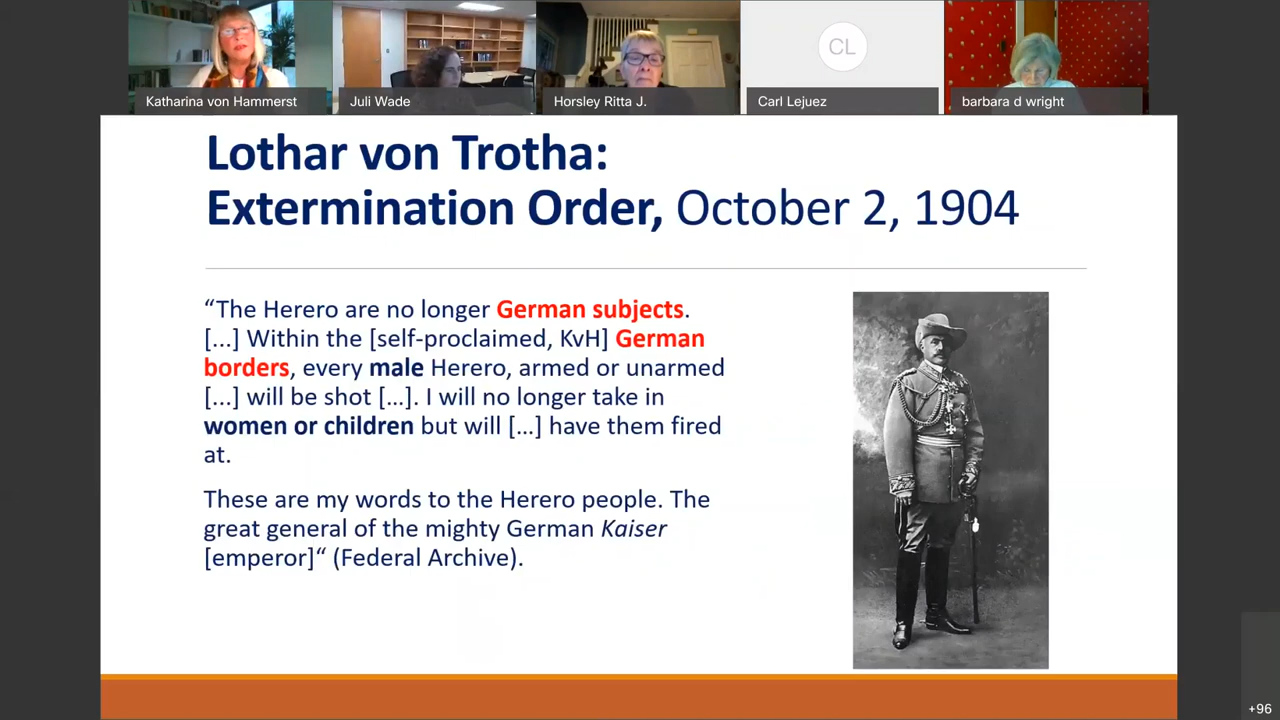 Katharina von Hammerst
Juli Wade
Horsley Ritta J.
CL
Carl Lejuez
barbara d wright
Lothar von Trotha:
Extermination Order, October 2, 1904
“The Herero are no longer German subjects.
[...] Within the [self-proclaimed, KvH] German
borders, every male Herero, armed or unarmed
[...] will be shot [...]. I will no longer take in
women or children but will [...] have them fired
at.
These are my words to the Herero people. The
great general of the mighty German Kaiser
[emperor]“ (Federal Archive).
+96